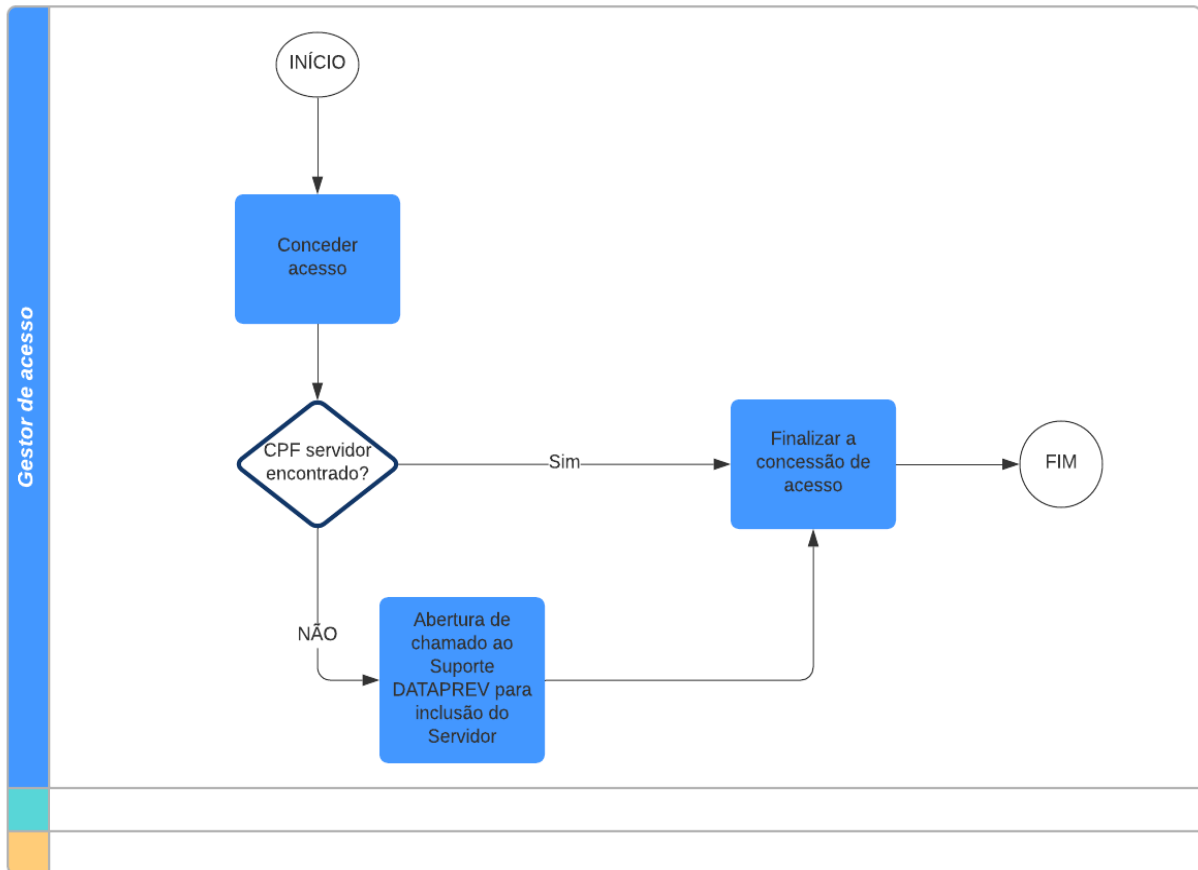 INÍCIO
Conceder
acesso
Gestor de acesso
CPF servidor
encontrado?
Sim
Finalizar a
concessão de
acesso
FIM
NÃO
Abertura de
chamado ao
Suporte
DATAPREV para
inclusão do
Servidor